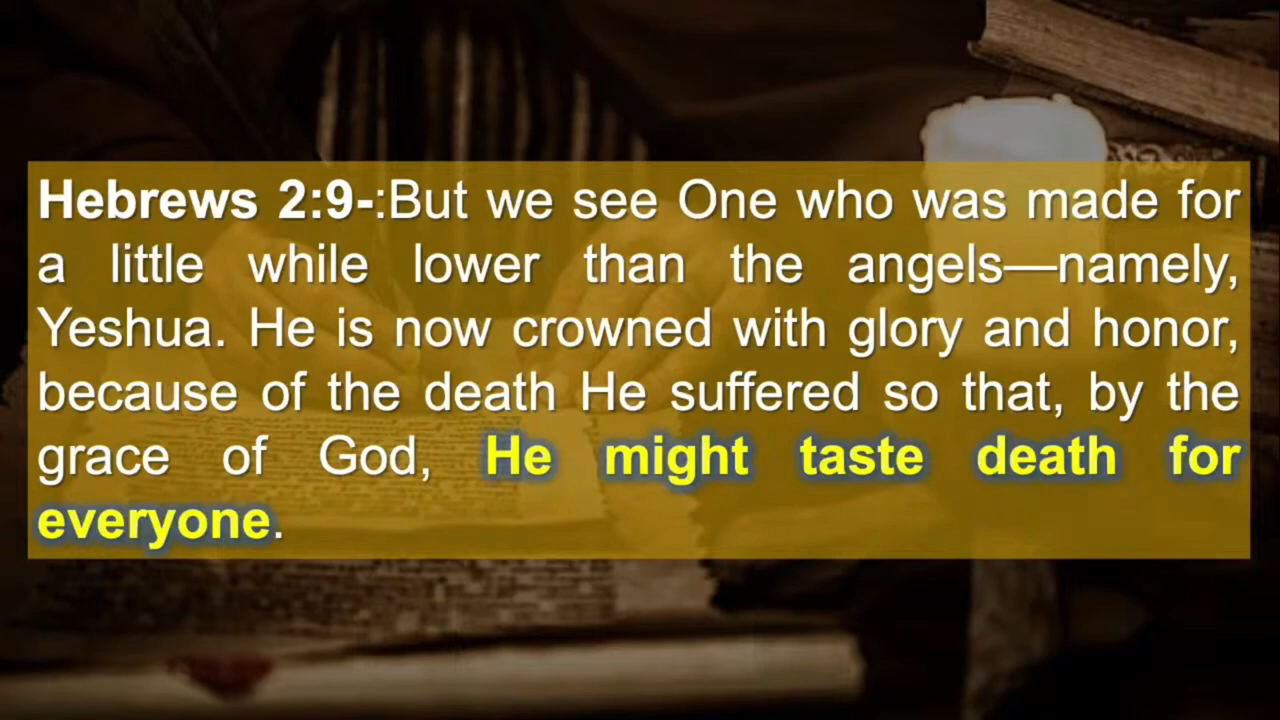 Hebrews 2:9-:But we see One who was made for
a little while lower than the angels—namely,
Yeshua. He is now crowned with glory and honor,
because of the death He suffered so that, by the
grace of God, He might taste death for
everyone.